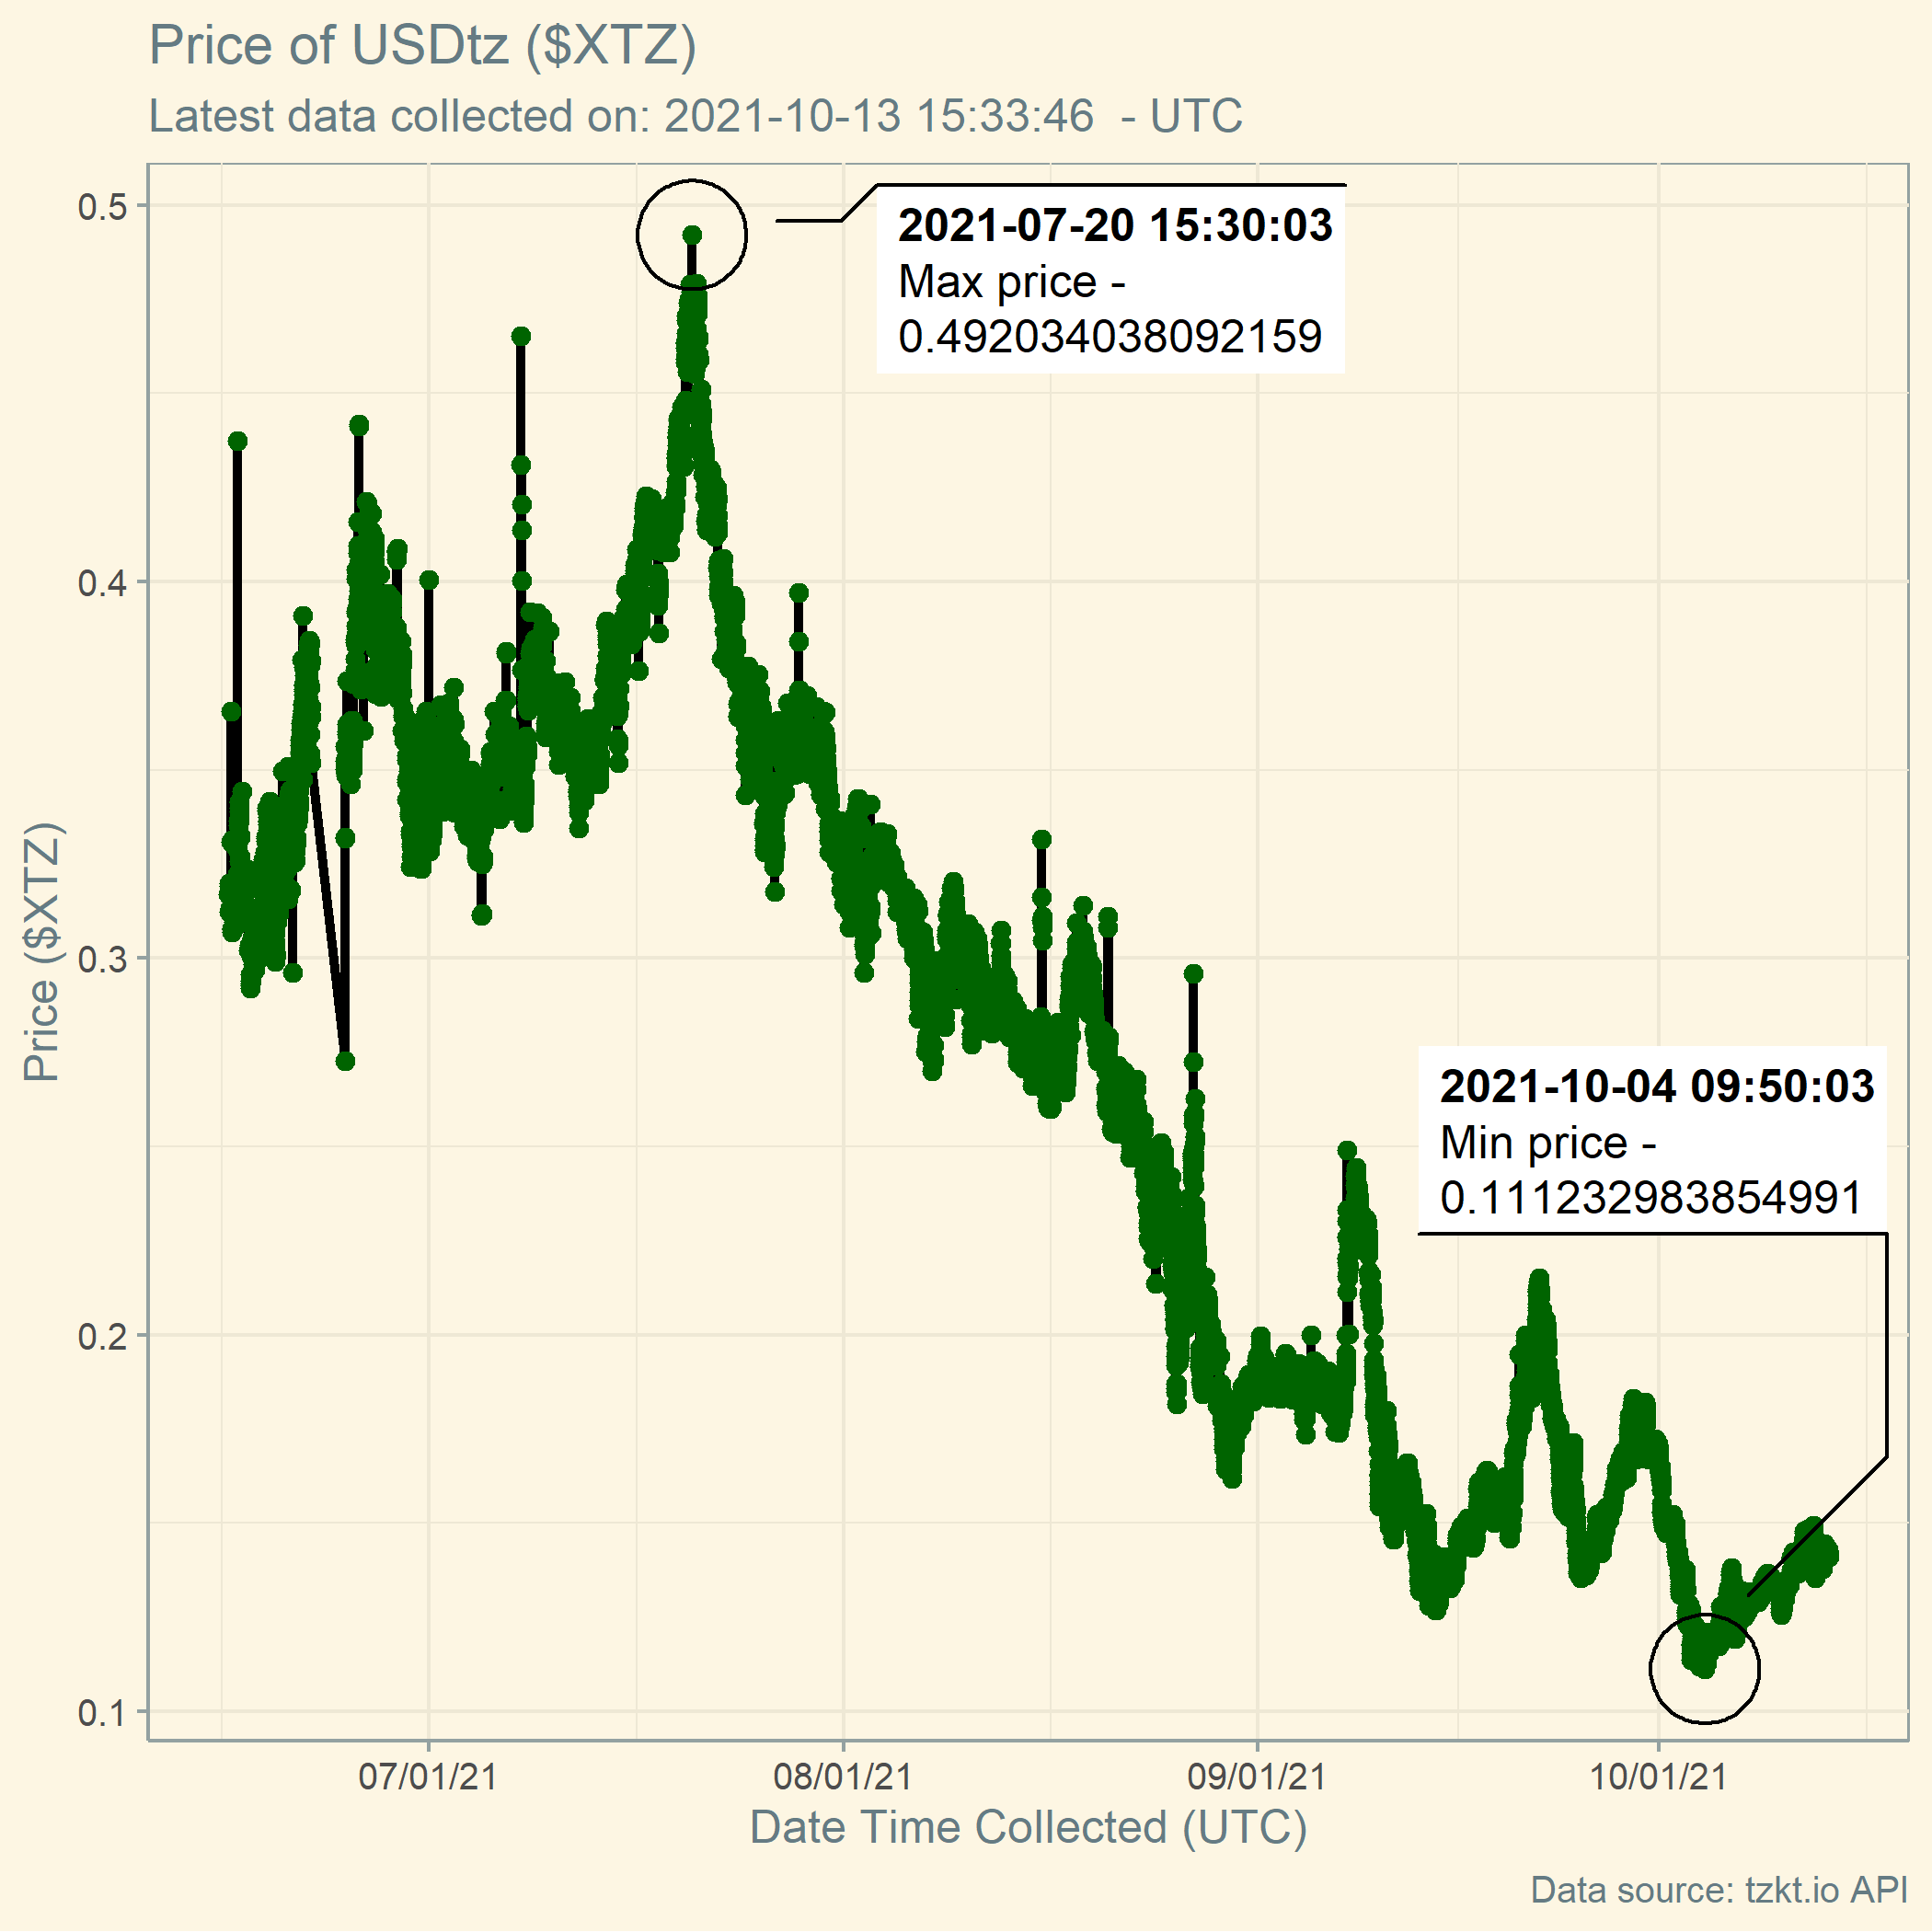 Price of USDtz ($XTZ)
Latest data collected on: 2021-10-13 15:33:46  - UTC
0.5
0.4
0.3
0.2
0.1
Price ($XTZ)
2021-07-20 15:30:03
Max price -
0.492034038092159
2021-10-04 09:50:03
Min price -
0.111232983854991
07/01/21
08/01/21
09/01/21
10/01/21
Date Time Collected (UTC)
Data source: tzkt.io API